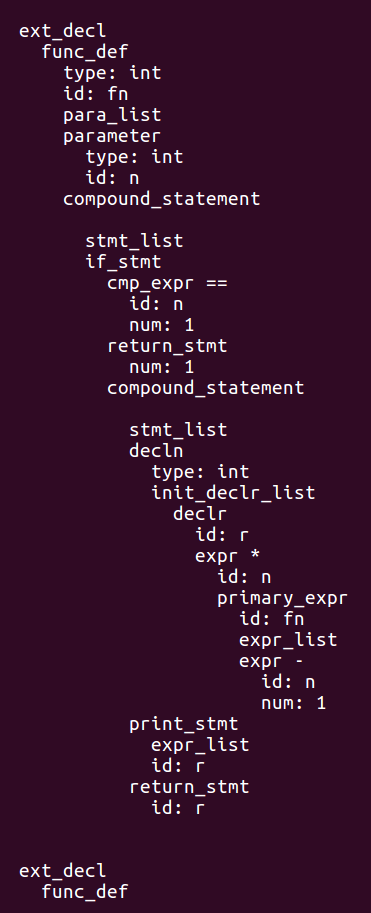 ext_decl
  func_def
    type: int
    id: fn
    para_list
    parameter
      type: int
      id: n
    compound_statement

      stmt_list
      if_stmt
        cmp_expr ==
          id: n
          num: 1
        return_stmt
          num: 1
        compound_statement

          stmt_list
          decln
            type: int
            init_declr_list
              declr
                id: r
                expr *
                  id: n
                  primary_expr
                    id: fn
                    expr_list
                    expr -
                      id: n
                      num: 1
          print_stmt
            expr_list
            id: r
          return_stmt
            id: r


ext_decl
  func_def